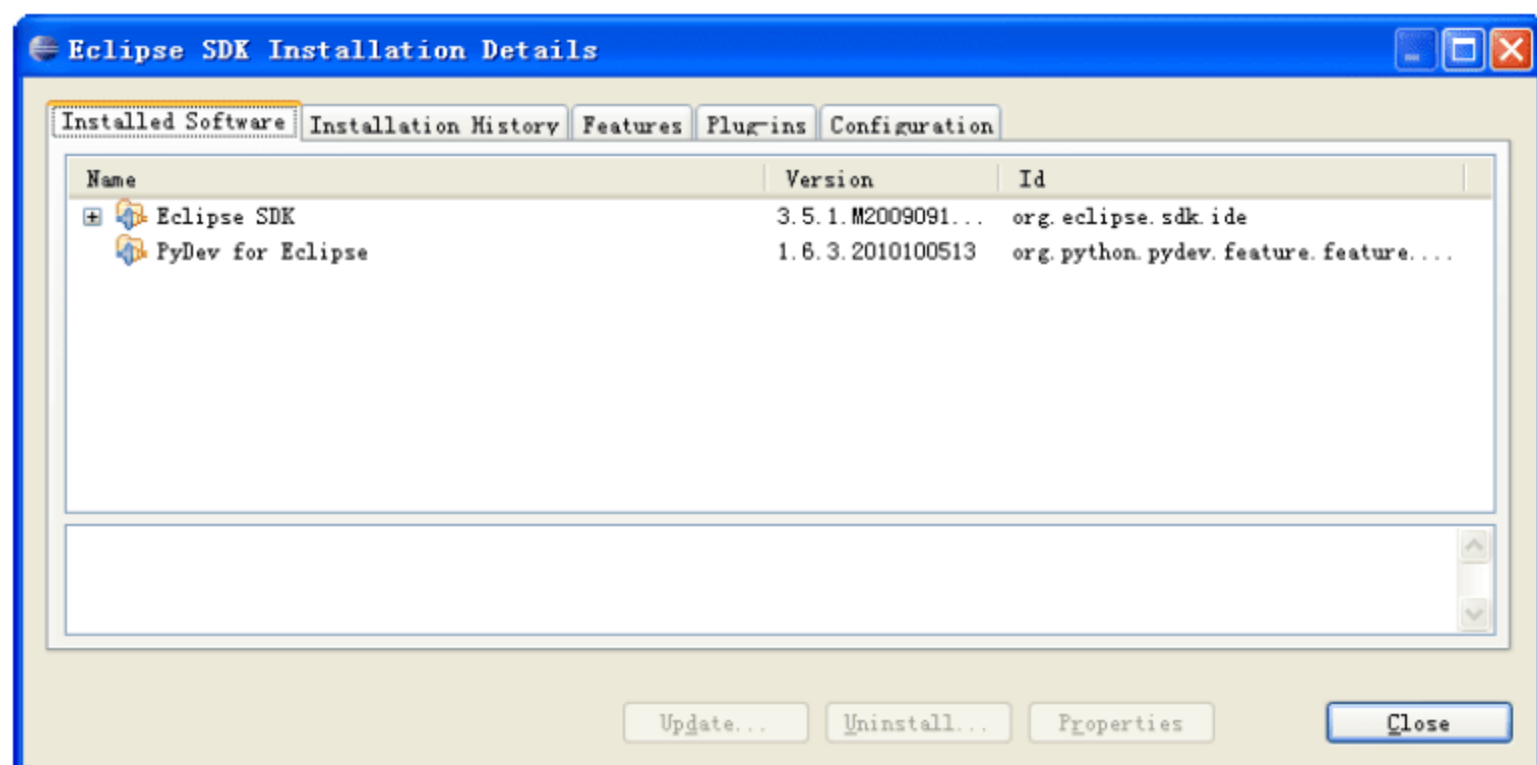 Eclipse SDK Installation Details
Installed Software Installation History Features Plug-ins Configuration
Name Version Id
Eclipse SDK 3.5.1.M2009091... org.eclipse.sdk.ide
PyDev for Eclipse 1.6.3.2010100513 org.python.pydev.feature.feature....
Update... Uninstall... Properties Close